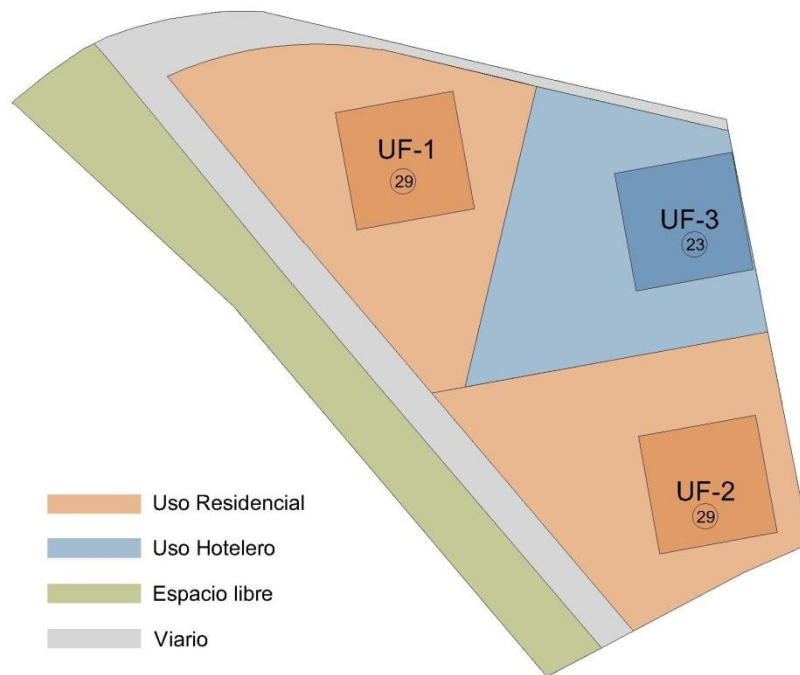 UF-1
29
UF-3
23
UF-2
29
Uso Residencial
Uso Hotelero
Espacio libre
Viario